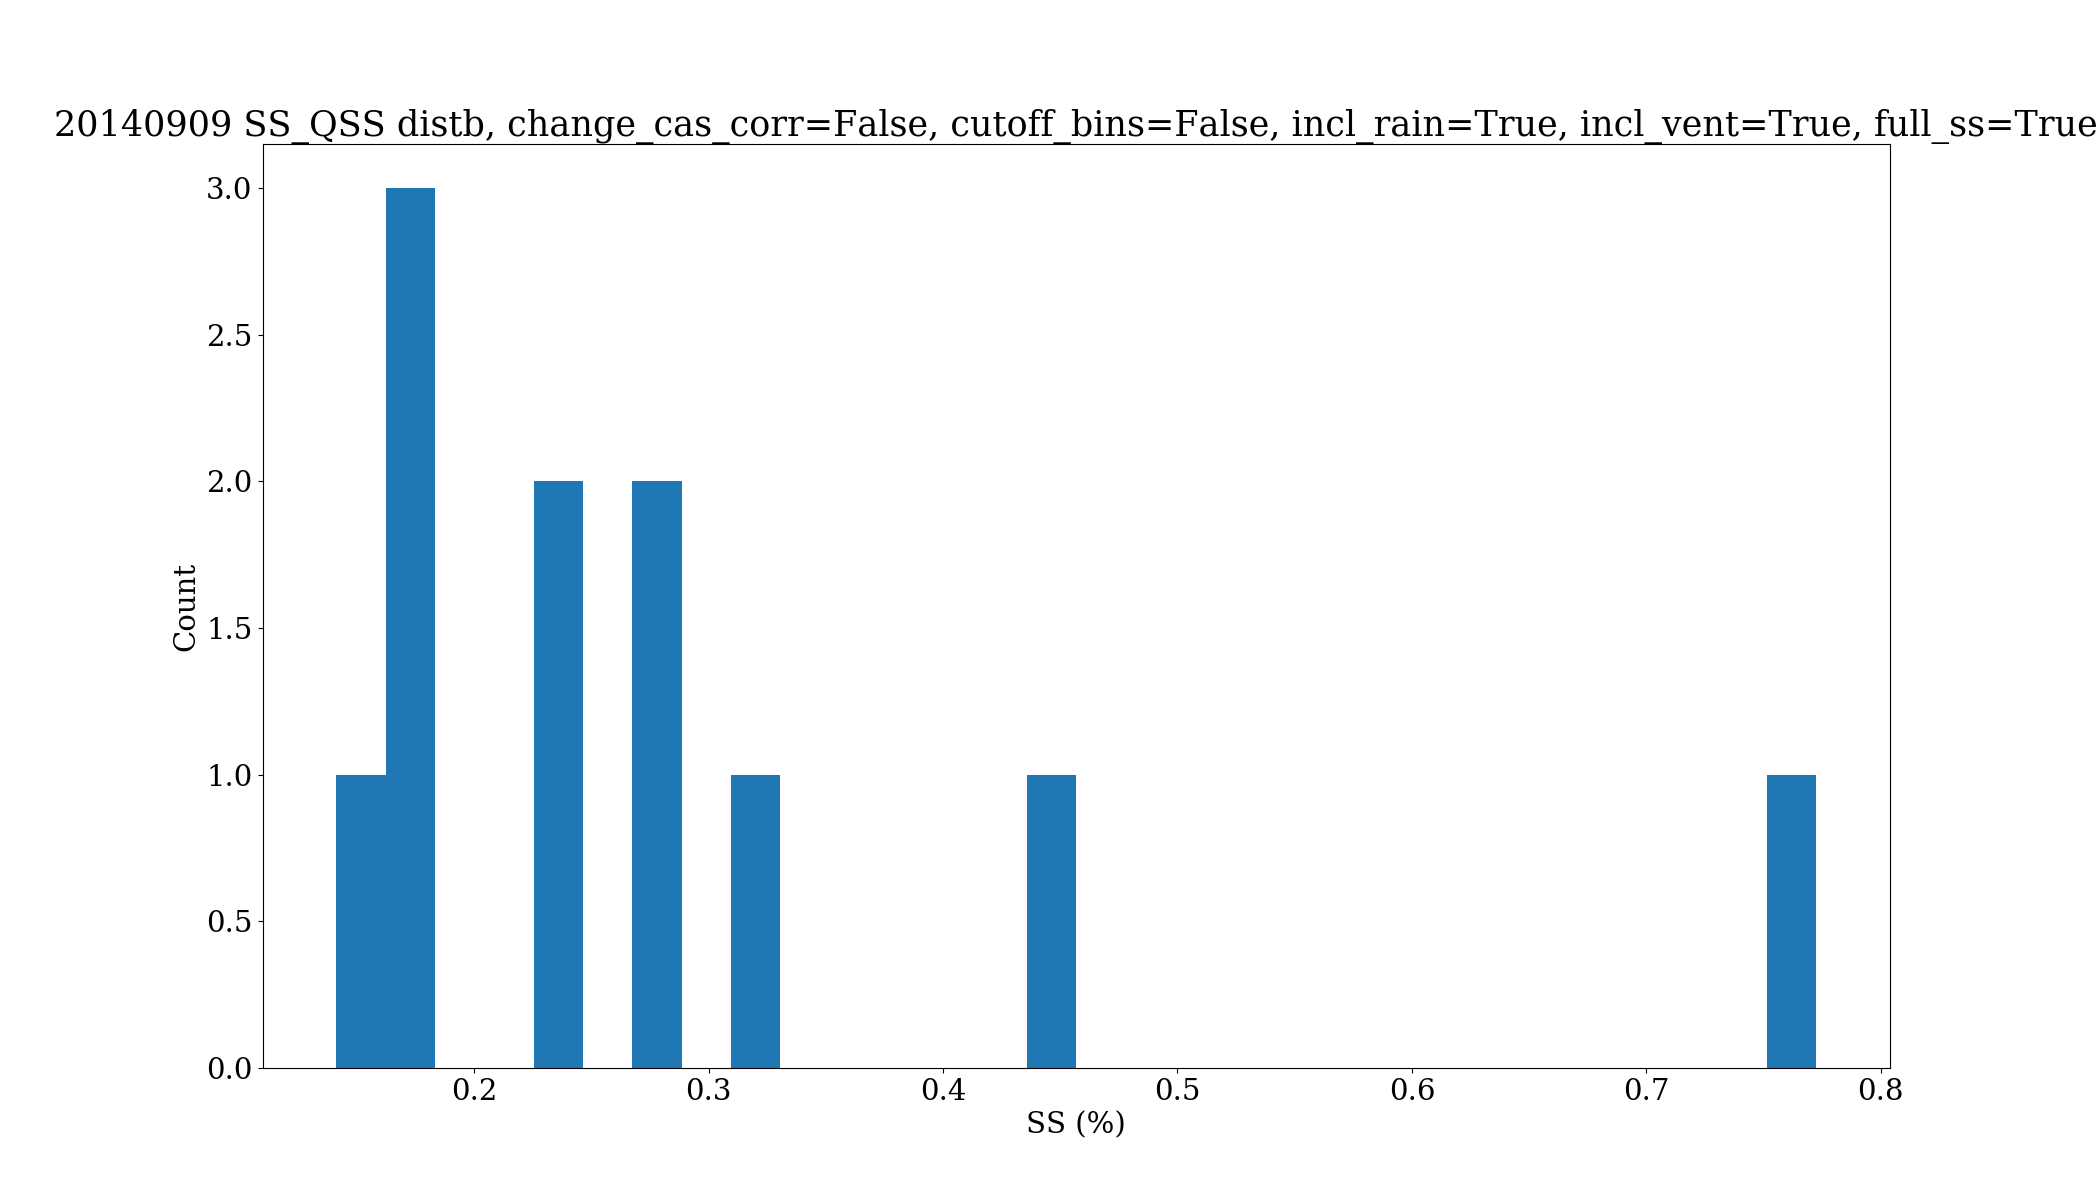 20140909 SS_QSS distb, change_cas_corr=False, cutoff_bins=False, incl_rain=True, incl_vent=True, full_ss=True
3.0
2.5
2.0
1.5
1.0
0.5
0.0
Count
0.2 0.3 0.4 0.5 0.6 0.7 0.8
SS (%)